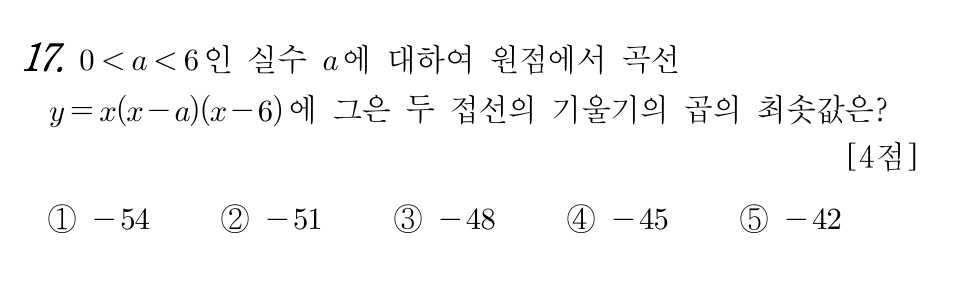 17. 0 < a < 6인 실수 a에 대하여 원점에서 곡선
y = x(x - a)(x - 6)에 그은 두 접선의 기울기의 곱의 최솟값은?
[4점]
① -54 ② -51 ③ -48 ④ -45 ⑤ -42